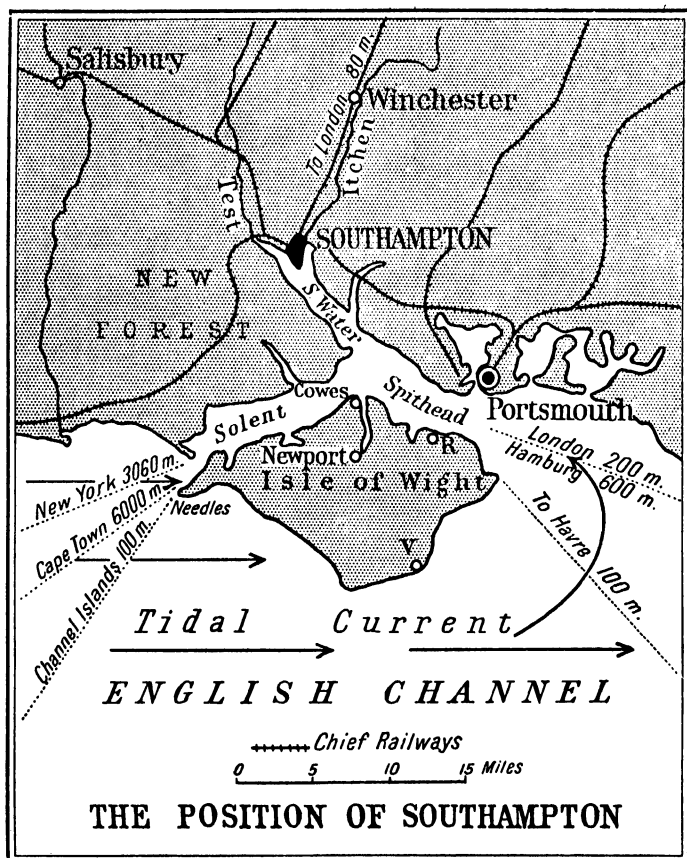 Salisbury
To London 80 m.
Winchester
Itchen
Test
SOUTHAMPTON
NEW
FOREST
S. Water
Cowes
Solent
Spithead
Portsmouth
Newport
R
Isle of Wight
London 200 m.
Hamburg 600 m.
New York 3060 m.
Needles
Cape Town 6000 m.
To Havre 100 m.
Channel Islands 100 m.
V
Tidal Current
ENGLISH CHANNEL
Chief Railways
0 5 10 15 Miles
THE POSITION OF SOUTHAMPTON